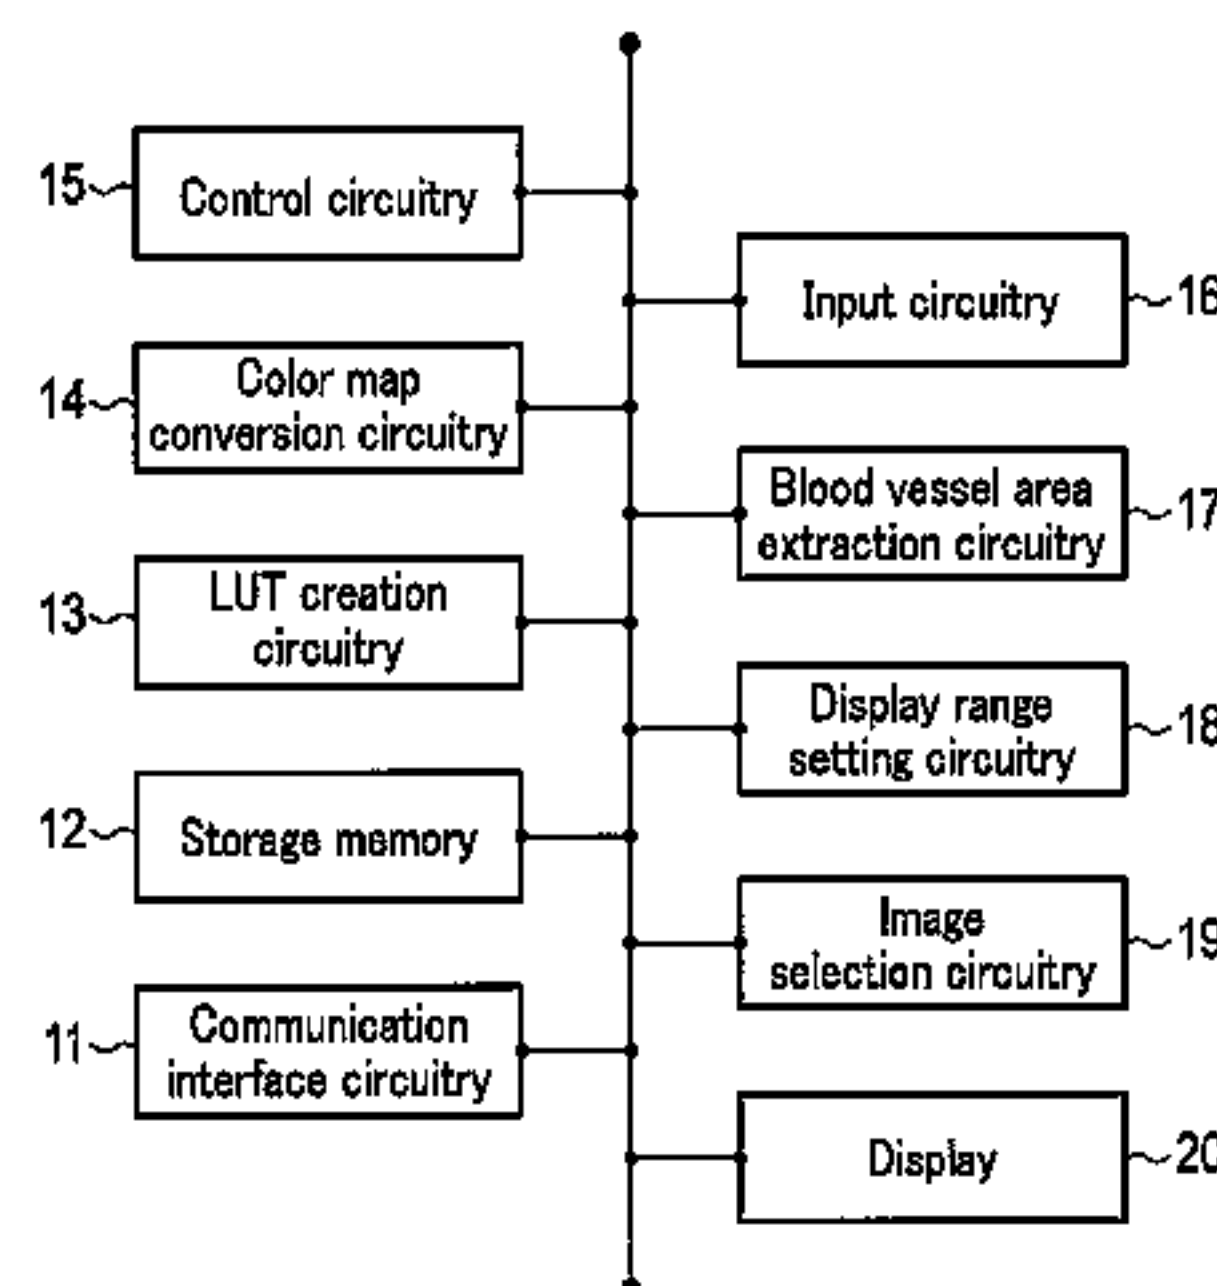 15
Control circuitry
Input circuitry
16
14
Color map
conversion circuitry
Blood vessel area
extraction circuitry
17
13
LUT creation
circuitry
Display range
setting circuitry
18
12
Storage memory
Image
selection circuitry
19
11
Communication
interface circuitry
Display
20